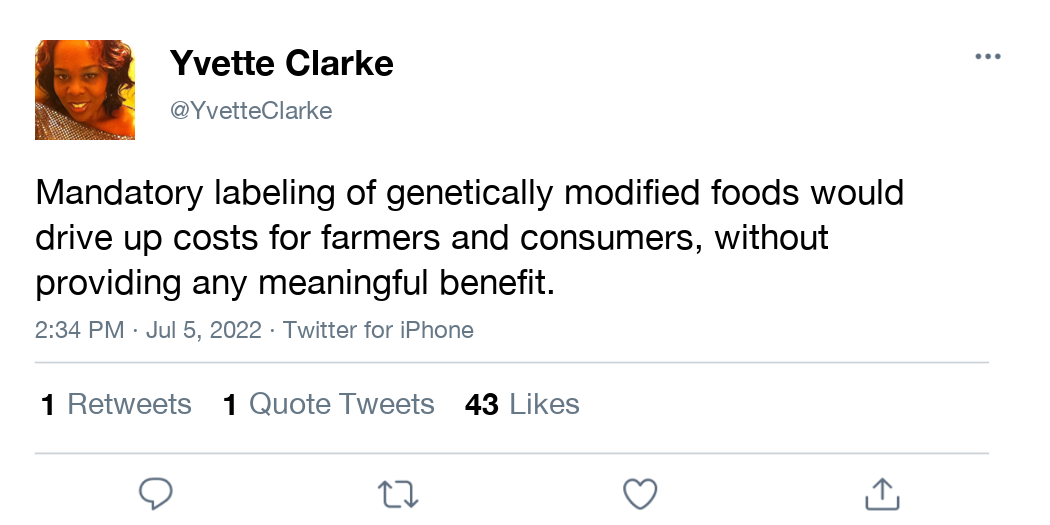 Yvette Clarke
@YvetteClarke
Mandatory labeling of genetically modified foods would
drive up costs for farmers and consumers, without
providing any meaningful benefit.
2:34 PM · Jul 5, 2022 · Twitter for iPhone
1 Retweets 1 Quote Tweets 43 Likes